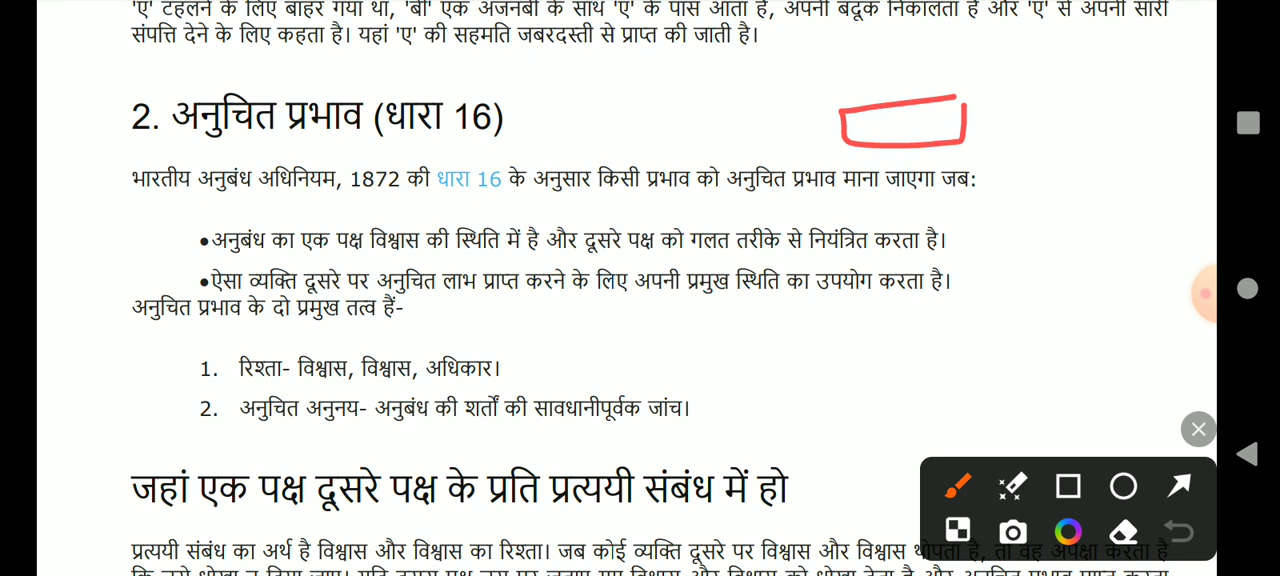 'ए' टहलने के लिए बाहर गया था, 'बी' एक अजनबी के साथ 'ए' के पास आता है, अपनी बंदूक निकालता है और 'ए' से अपनी सारी
संपत्ति देने के लिए कहता है। यहां 'ए' की सहमति जबरदस्ती से प्राप्त की जाती है।
2. अनुचित प्रभाव (धारा 16)
भारतीय अनुबंध अधिनियम, 1872 की धारा 16 के अनुसार किसी प्रभाव को अनुचित प्रभाव माना जाएगा जब:
•अनुबंध का एक पक्ष विश्वास की स्थिति में है और दूसरे पक्ष को गलत तरीके से नियंत्रित करता है।
•ऐसा व्यक्ति दूसरे पर अनुचित लाभ प्राप्त करने के लिए अपनी प्रमुख स्थिति का उपयोग करता है।
अनुचित प्रभाव के दो प्रमुख तत्व हैं-
1. रिश्ता- विश्वास, विश्वास, अधिकार।
2. अनुचित अनुनय- अनुबंध की शर्तों की सावधानीपूर्वक जांच।
जहां एक पक्ष दूसरे पक्ष के प्रति प्रत्ययी संबंध में हो
प्रत्ययी संबंध का अर्थ है विश्वास और विश्वास का रिश्ता। जब कोई व्यक्ति दूसरे पर विश्वास और विश्वास थोपता है, तो वह अपेक्षा करता है